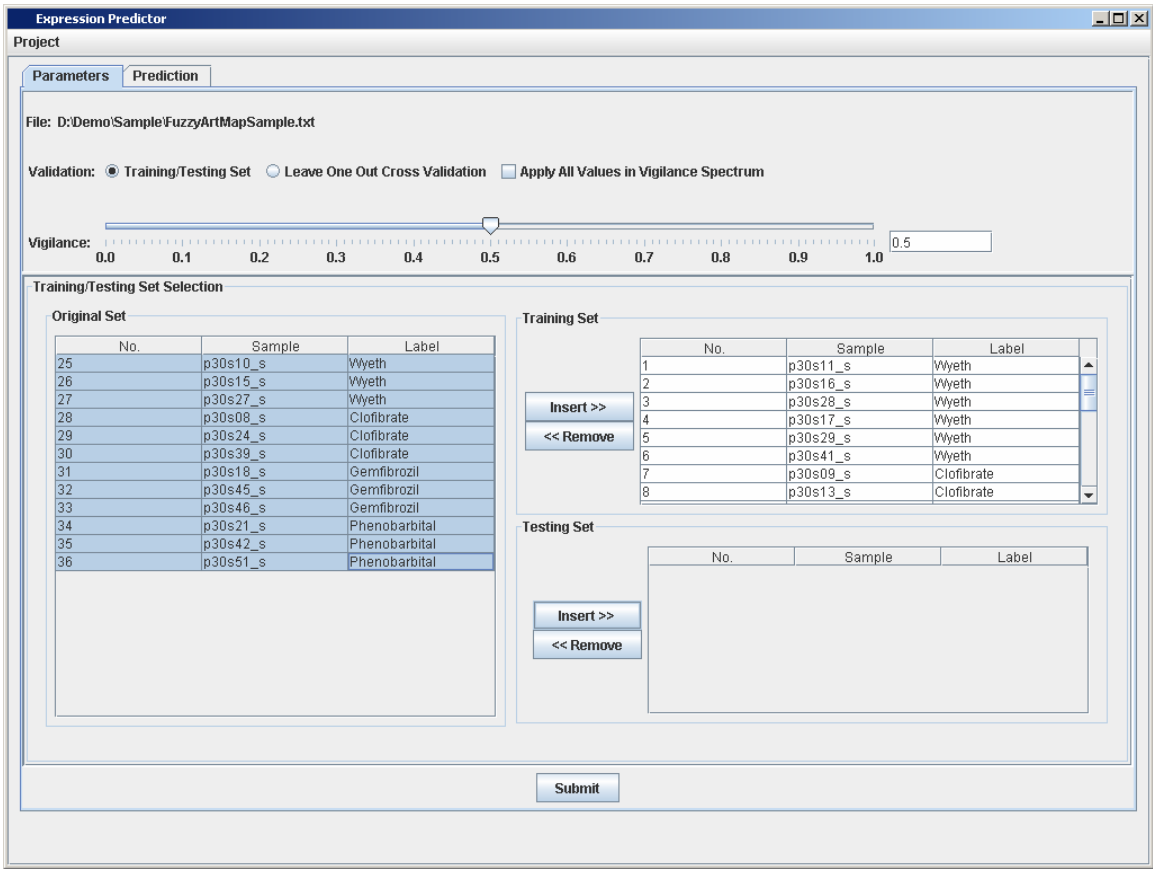 Expression Predictor
Project
Parameters Prediction
File: D:\Demo\Sample\FuzzyArtMapSample.txt
Validation: Training/Testing Set Leave One Out Cross Validation Apply All Values in Vigilance Spectrum
Vigilance: 0.5
0.0 0.1 0.2 0.3 0.4 0.5 0.6 0.7 0.8 0.9 1.0
Training/Testing Set Selection
Original Set
No. Sample Label
25 p30s10_s Wyeth
26 p30s15_s Wyeth
27 p30s27_s Wyeth
28 p30s08_s Clofibrate
29 p30s24_s Clofibrate
30 p30s39_s Clofibrate
31 p30s18_s Gemfibrozil
32 p30s45_s Gemfibrozil
33 p30s46_s Gemfibrozil
34 p30s21_s Phenobarbital
35 p30s42_s Phenobarbital
36 p30s51_s Phenobarbital
Training Set
Insert >>
<< Remove
No. Sample Label
1 p30s11_s Wyeth
2 p30s16_s Wyeth
3 p30s28_s Wyeth
4 p30s17_s Wyeth
5 p30s29_s Wyeth
6 p30s41_s Wyeth
7 p30s09_s Clofibrate
8 p30s13_s Clofibrate
Testing Set
Insert >>
<< Remove
No. Sample Label
Submit